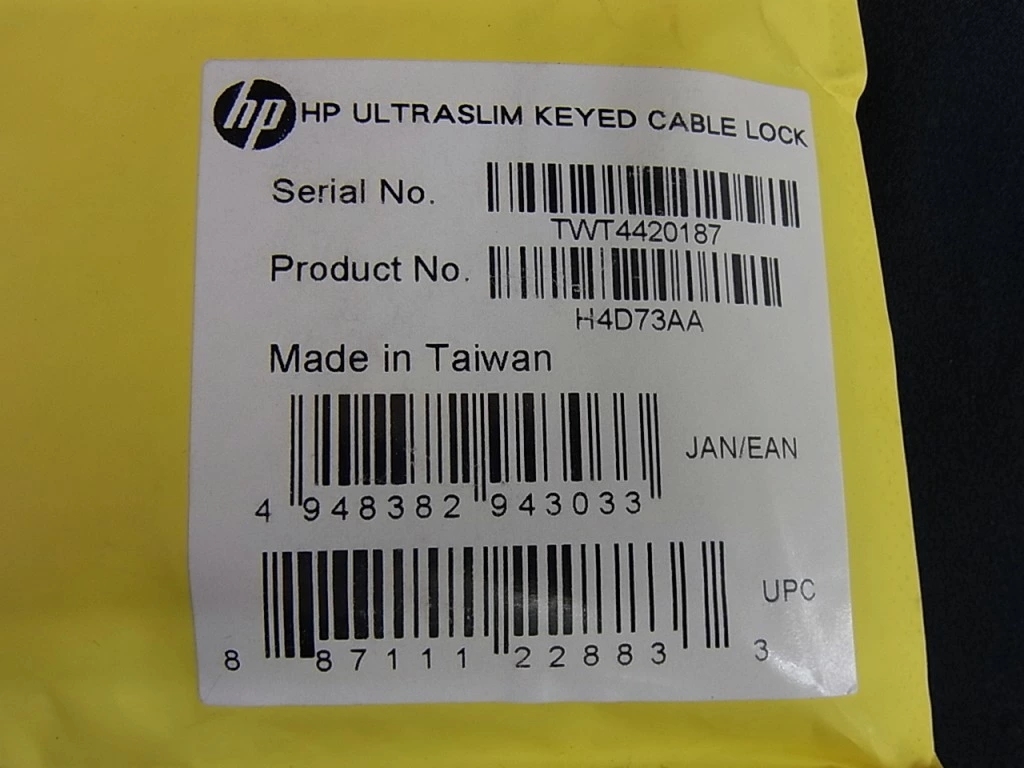 hp HP ULTRASLIM KEYED CABLE LOCK
Serial No.
TWT4420187
Product No.
H4D73AA
Made in Taiwan
JAN/EAN
4 948382 943033
UPC
8 87111 22883 3